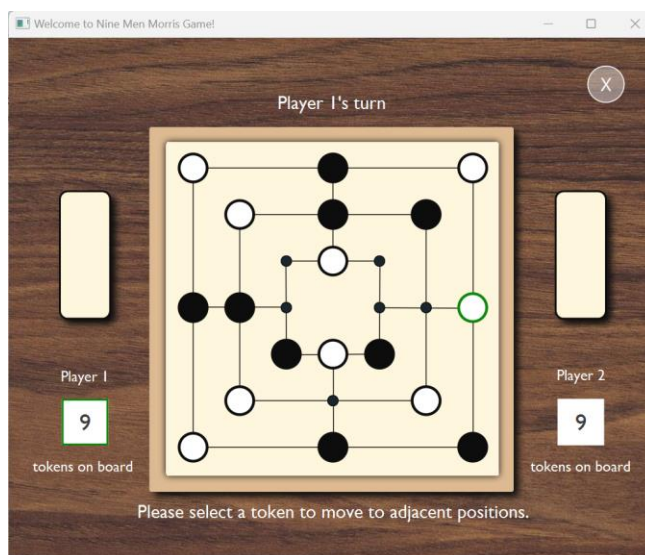 Welcome to Nine Men Morris Game!
X
Player 1's turn
Player 1
9
tokens on board
Player 2
9
tokens on board
Please select a token to move to adjacent positions.